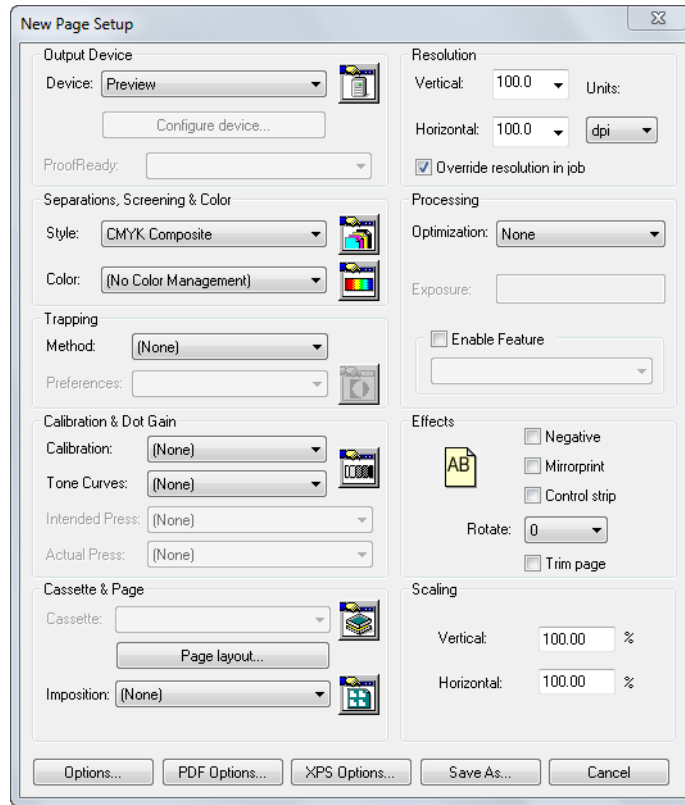 New Page Setup
Output Device
Device: Preview
Configure device...
ProofReady:
Separations, Screening & Color
Style: CMYK Composite
Color: (No Color Management)
Trapping
Method: (None)
Preferences:
Calibration & Dot Gain
Calibration: (None)
Tone Curves: (None)
Intended Press: (None)
Actual Press: (None)
Cassette & Page
Cassette:
Page layout...
Imposition: (None)
Resolution
Vertical: 100.0 Units:
Horizontal: 100.0 dpi
Override resolution in job
Processing
Optimization: None
Exposure:
Enable Feature
Effects
AB
Negative
Mirrorprint
Control strip
Rotate: 0
Trim page
Scaling
Vertical: 100.00 %
Horizontal: 100.00 %
Options... PDF Options... XPS Options... Save As... Cancel